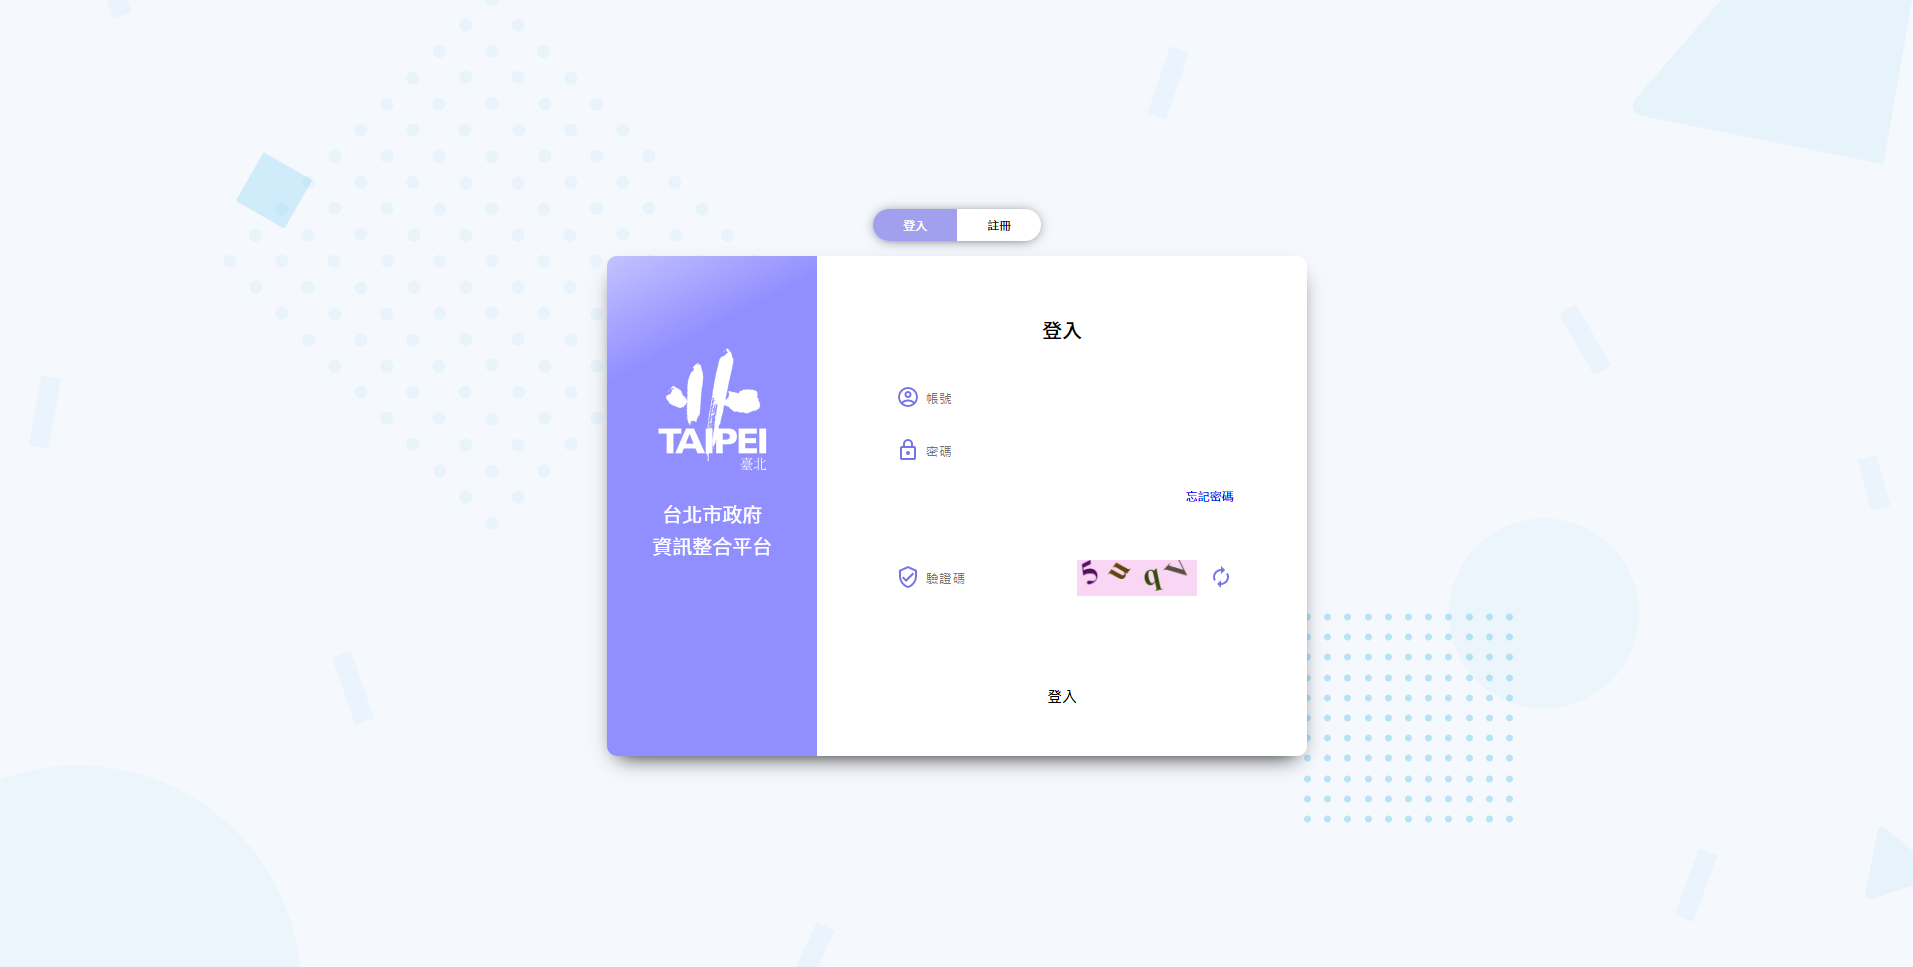 登入
註冊
TAIPEI
臺北
台北市政府
資訊整合平台
登入
帳號
密碼
忘記密碼
驗證碼
5 u q V
登入